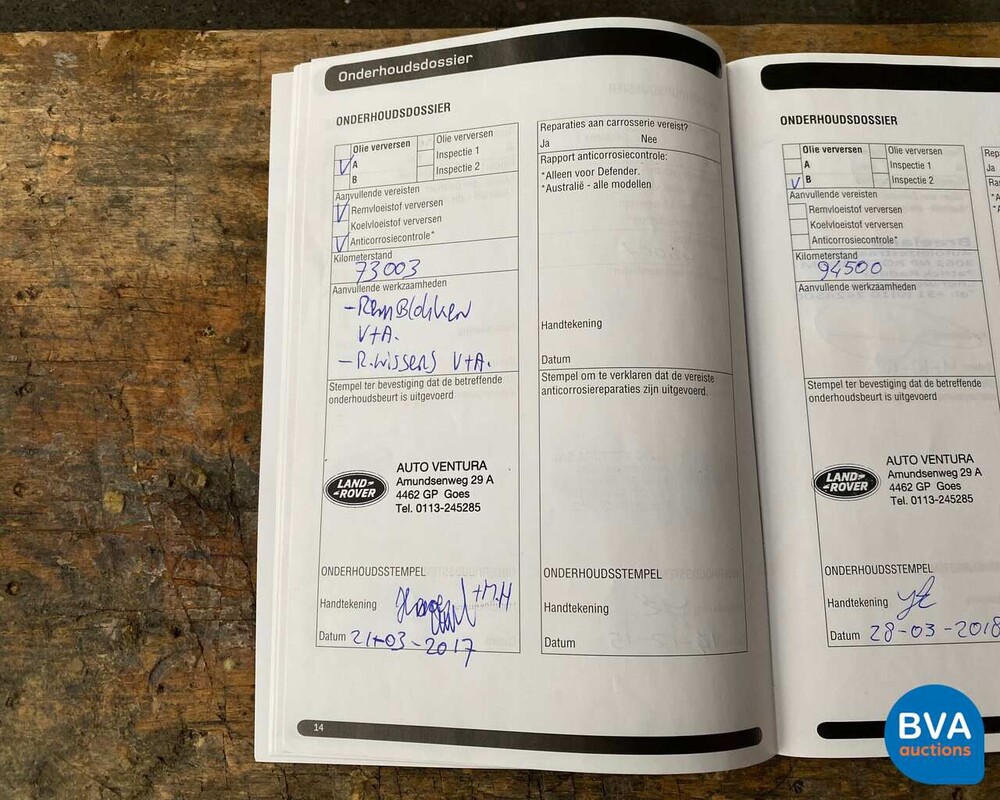 Onderhoudsdossier
ONDERHOUDSDOSSIER
Olie verversen
A
B
Olie verversen
Inspectie 1
Inspectie 2
Aanvullende vereisten
Remvloeistof verversen
Koelvloeistof verversen
Anticorrosiecontrole*
Kilometerstand
73003
Aanvullende werkzaamheden
- RemBlokken
V+A.
- R.wissers V+A.
Stempel ter bevestiging dat de betreffende
onderhoudsbeurt is uitgevoerd
LAND-
ROVER
AUTO VENTURA
Amundsenweg 29 A
4462 GP Goes
Tel. 0113-245285
ONDERHOUDSSTEMPEL
Handtekening
Datum 21-03-2017
14
Reparaties aan carrosserie vereist?
Ja Nee
Rapport anticorrosiecontrole:
*Alleen voor Defender.
*Australië - alle modellen
Handtekening
Datum
Stempel om te verklaren dat de vereiste
anticorrosiereparaties zijn uitgevoerd.
ONDERHOUDSSTEMPEL
Handtekening
Datum
ONDERHOUDSDOSSIER
Olie verversen
A
B
Olie verversen
Inspectie 1
Inspectie 2
Aanvullende vereisten
Remvloeistof verversen
Koelvloeistof verversen
Anticorrosiecontrole*
Kilometerstand
94500
Aanvullende werkzaamheden
Stempel ter bevestiging dat de betreffende
onderhoudsbeurt is uitgevoerd
LAND-
ROVER
AUTO VENTURA
Amundsenweg 29 A
4462 GP Goes
Tel. 0113-245285
ONDERHOUDSSTEMPEL
Handtekening
Datum 28-03-2018
Ja
BVA
auctions